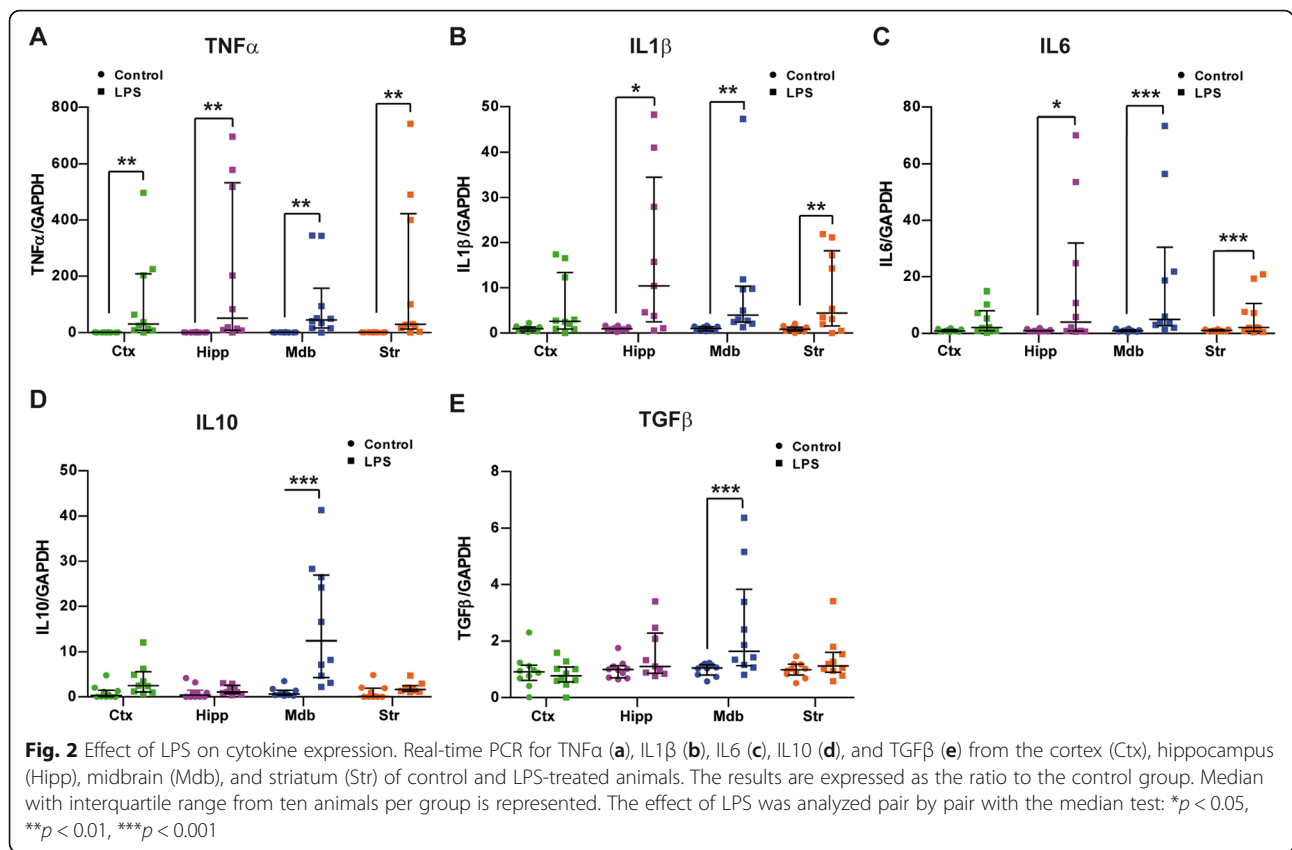 A
TNFα
Control
LPS
**
**
**
**
TNFα/GAPDH
800
600
400
200
0
Ctx
Hipp
Mdb
Str
B
IL1β
Control
LPS
*
**
**
IL1β/GAPDH
50
40
30
20
10
0
Ctx
Hipp
Mdb
Str
C
IL6
Control
LPS
*
***
***
IL6/GAPDH
80
60
40
20
0
Ctx
Hipp
Mdb
Str
D
IL10
Control
LPS
***
IL10/GAPDH
50
40
30
20
10
0
Ctx
Hipp
Mdb
Str
E
TGFβ
Control
LPS
***
TGFβ/GAPDH
8
6
4
2
0
Ctx
Hipp
Mdb
Str
Fig. 2 Effect of LPS on cytokine expression. Real-time PCR for TNFα (a), IL1β (b), IL6 (c), IL10 (d), and TGFβ (e) from the cortex (Ctx), hippocampus
(Hipp), midbrain (Mdb), and striatum (Str) of control and LPS-treated animals. The results are expressed as the ratio to the control group. Median
with interquartile range from ten animals per group is represented. The effect of LPS was analyzed pair by pair with the median test: *p < 0.05,
**p < 0.01, ***p < 0.001